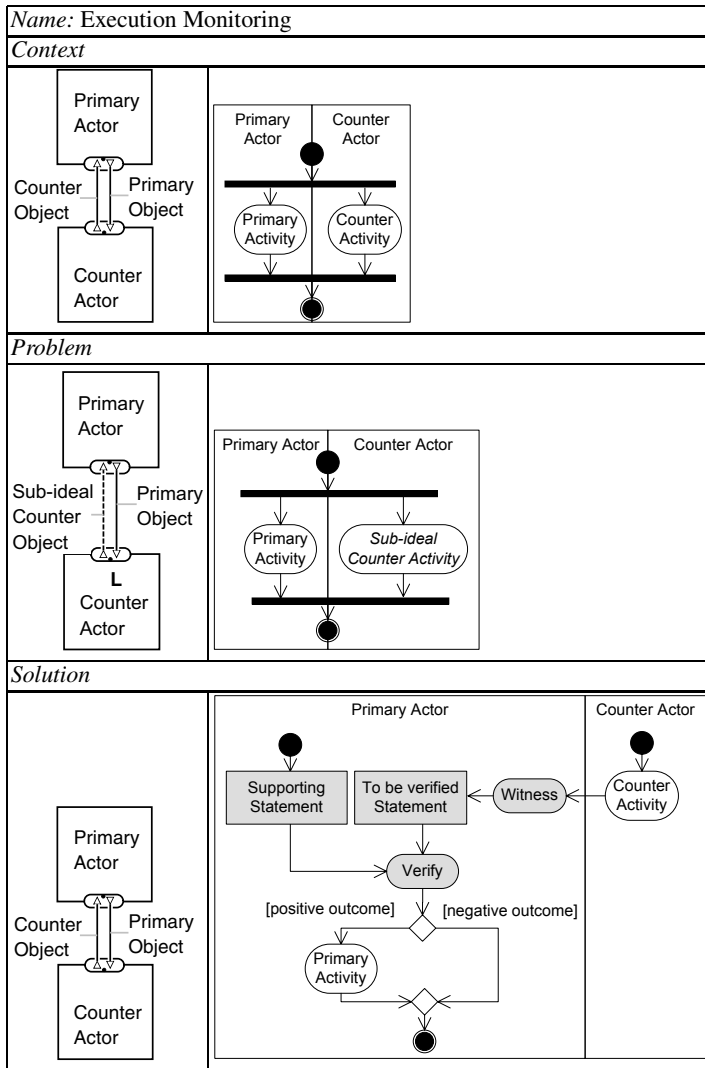 Name: Execution Monitoring
Context
Primary
Actor
Counter
Object
Primary
Object
Counter
Actor
Primary
Actor
Counter
Actor
Primary
Activity
Counter
Activity
Problem
Primary
Actor
Sub-ideal
Counter
Object
Primary
Object
L
Counter
Actor
Primary Actor
Counter Actor
Primary
Activity
Sub-ideal
Counter Activity
Solution
Primary
Actor
Counter
Object
Primary
Object
Counter
Actor
Primary Actor
Counter Actor
Supporting
Statement
To be verified
Statement
Witness
Counter
Activity
Verify
[positive outcome]
[negative outcome]
Primary
Activity